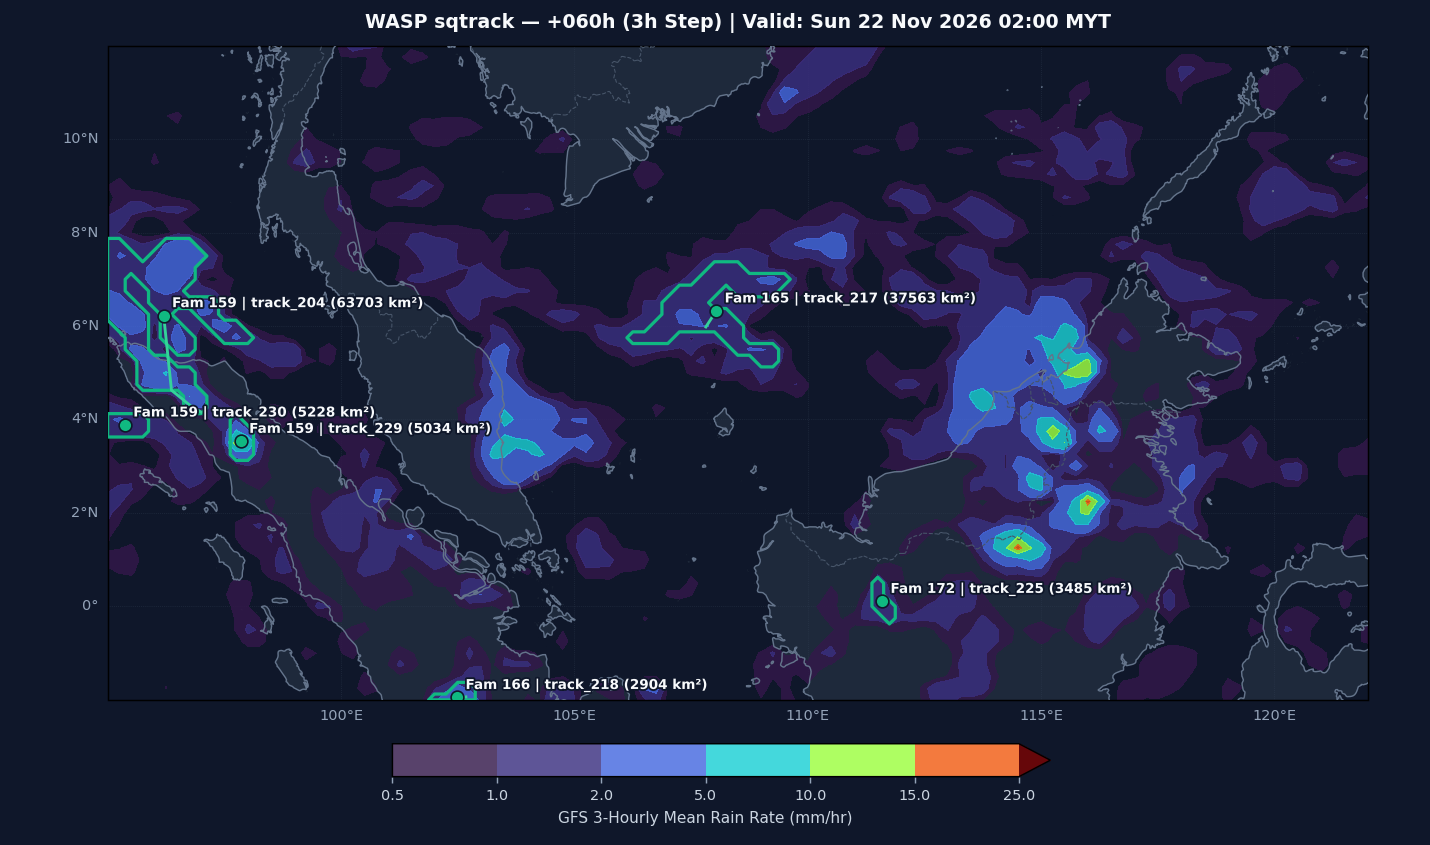 WASP sqtrack — +060h (3h Step) | Valid: Sun 22 Nov 2026 02:00 MYT
10°N
8°N
6°N
4°N
2°N
0°
Fam 159 | track_204 (63703 km²)
Fam 165 | track_217 (37563 km²)
Fam 159 | track_230 (5228 km²)
Fam 159 | track_229 (5034 km²)
Fam 172 | track_225 (3485 km²)
Fam 166 | track_218 (2904 km²)
100°E 105°E 110°E 115°E 120°E
0.5 1.0 2.0 5.0 10.0 15.0 25.0
GFS 3-Hourly Mean Rain Rate (mm/hr)